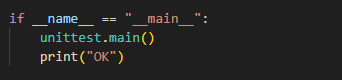 if __name__ == "__main__":
    unittest.main()
    print("OK")